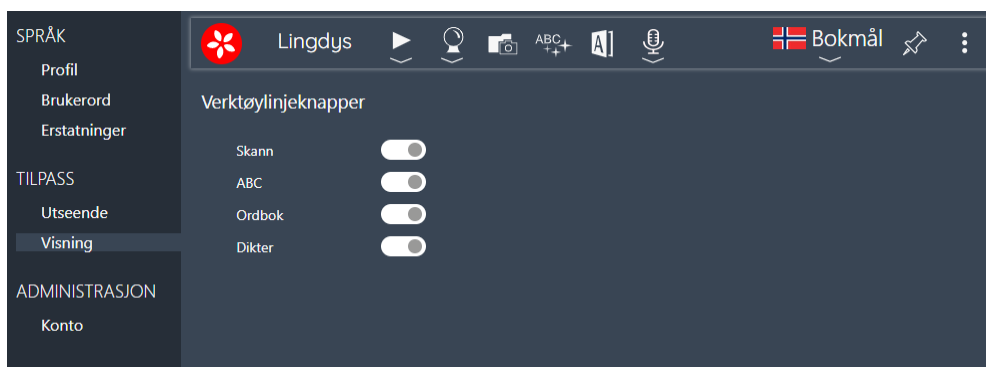 SPRÅK
Profil
Brukerord
Erstatninger
TILPASS
Utseende
Visning
ADMINISTRASJON
Konto
Lingdys
ABC
A
Bokmål
Verktøylinjeknapper
Skann
ABC
Ordbok
Dikter